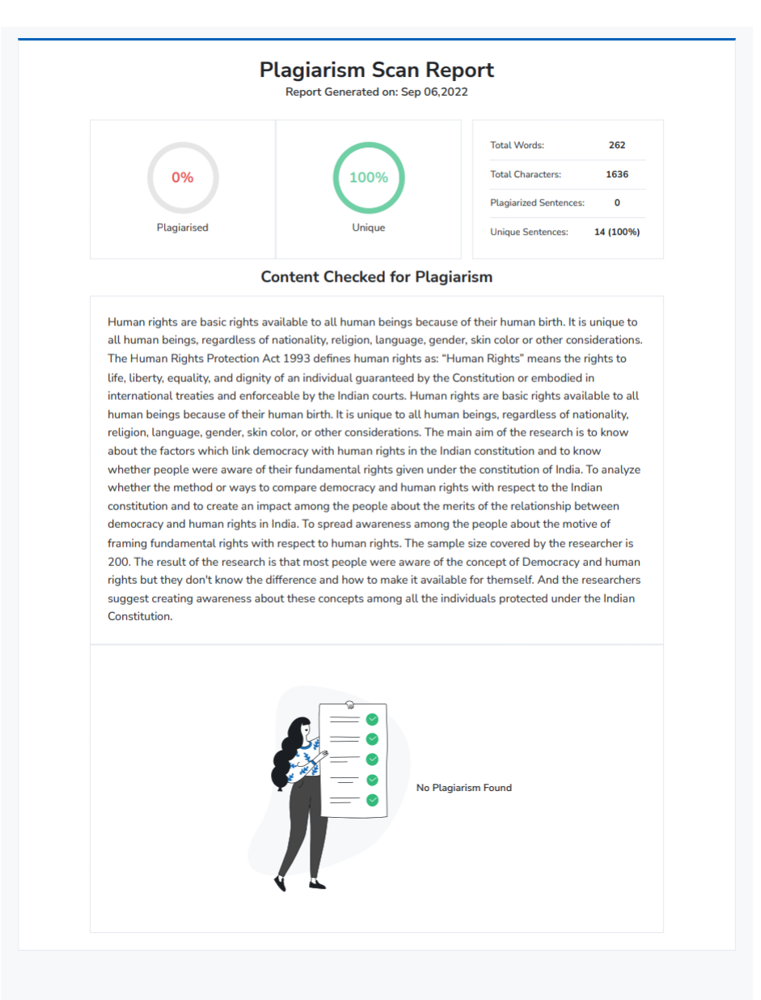 Plagiarism Scan Report
Report Generated on: Sep 06,2022
0%
Plagiarised
100%
Unique
Total Words: 262
Total Characters: 1636
Plagiarized Sentences: 0
Unique Sentences: 14 (100%)
Content Checked for Plagiarism
Human rights are basic rights available to all human beings because of their human birth. It is unique to
all human beings, regardless of nationality, religion, language, gender, skin color or other considerations.
The Human Rights Protection Act 1993 defines human rights as: “Human Rights” means the rights to
life, liberty, equality, and dignity of an individual guaranteed by the Constitution or embodied in
international treaties and enforceable by the Indian courts. Human rights are basic rights available to all
human beings because of their human birth. It is unique to all human beings, regardless of nationality,
religion, language, gender, skin color, or other considerations. The main aim of the research is to know
about the factors which link democracy with human rights in the Indian constitution and to know
whether people were aware of their fundamental rights given under the constitution of India. To analyze
whether the method or ways to compare democracy and human rights with respect to the Indian
constitution and to create an impact among the people about the merits of the relationship between
democracy and human rights in India. To spread awareness among the people about the motive of
framing fundamental rights with respect to human rights. The sample size covered by the researcher is
200. The result of the research is that most people were aware of the concept of Democracy and human
rights but they don't know the difference and how to make it available for themself. And the researchers
suggest creating awareness about these concepts among all the individuals protected under the Indian
Constitution.
No Plagiarism Found